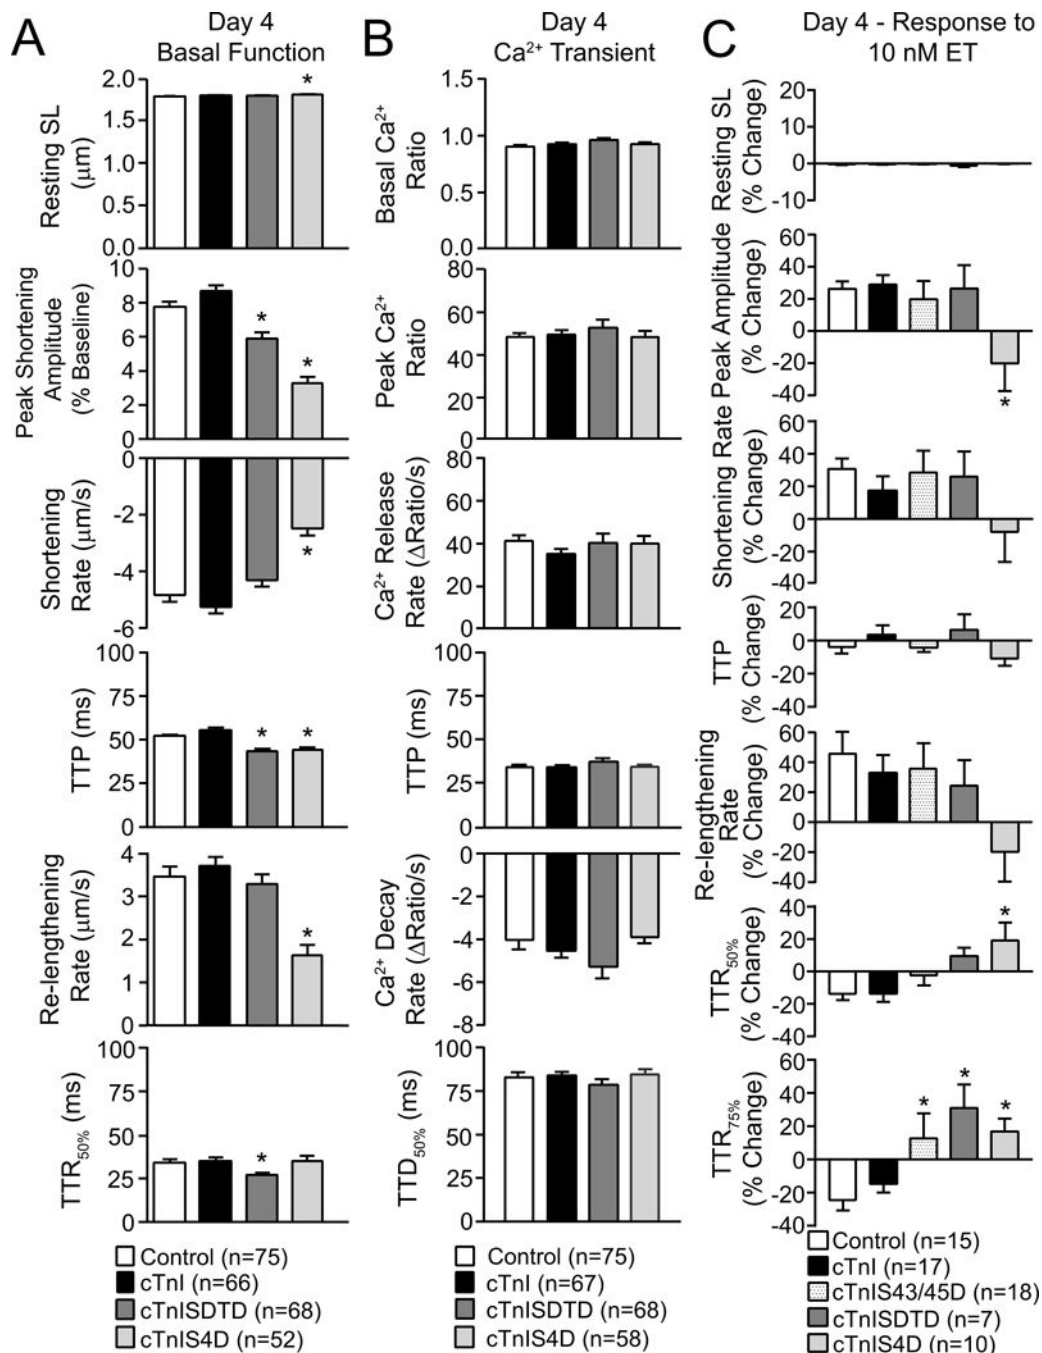 A
Day 4
Basal Function
Resting SL
(μm)
2.0
1.5
1.0
0.5
0.0
*
Peak Shortening
Amplitude
(% Baseline)
10
8
6
4
2
0
*
*
Shortening
Rate (μm/s)
0
-2
-4
-6
*
TTP (ms)
100
75
50
25
0
*
*
Re-lengthening
Rate (μm/s)
4
3
2
1
0
*
TTR50% (ms)
100
75
50
25
0
*
Control (n=75)
cTnI (n=66)
cTnISDTD (n=68)
cTnIS4D (n=52)
B
Day 4
Ca2+ Transient
Basal Ca2+
Ratio
1.5
1.0
0.5
0.0
Peak Ca2+
Ratio
80
60
40
20
0
Ca2+ Release
Rate (ΔRatio/s)
80
60
40
20
0
TTP (ms)
100
75
50
25
0
Ca2+ Decay
Rate (ΔRatio/s)
0
-2
-4
-6
-8
TTD50% (ms)
100
75
50
25
0
Control (n=75)
cTnI (n=67)
cTnISDTD (n=68)
cTnIS4D (n=58)
C
Day 4 - Response to
10 nM ET
Resting SL
(% Change)
20
10
0
-10
Peak Amplitude
(% Change)
60
40
20
0
-20
-40
*
Shortening Rate
(% Change)
60
40
20
0
-20
-40
TTP
(% Change)
20
0
-20
-40
Re-lengthening
Rate
(% Change)
60
40
20
0
-20
-40
TTR50%
(% Change)
40
20
0
-20
-40
*
TTR75%
(% Change)
60
40
20
0
-20
-40
*
*
*
Control (n=15)
cTnI (n=17)
cTnIS43/45D (n=18)
cTnISDTD (n=7)
cTnIS4D (n=10)